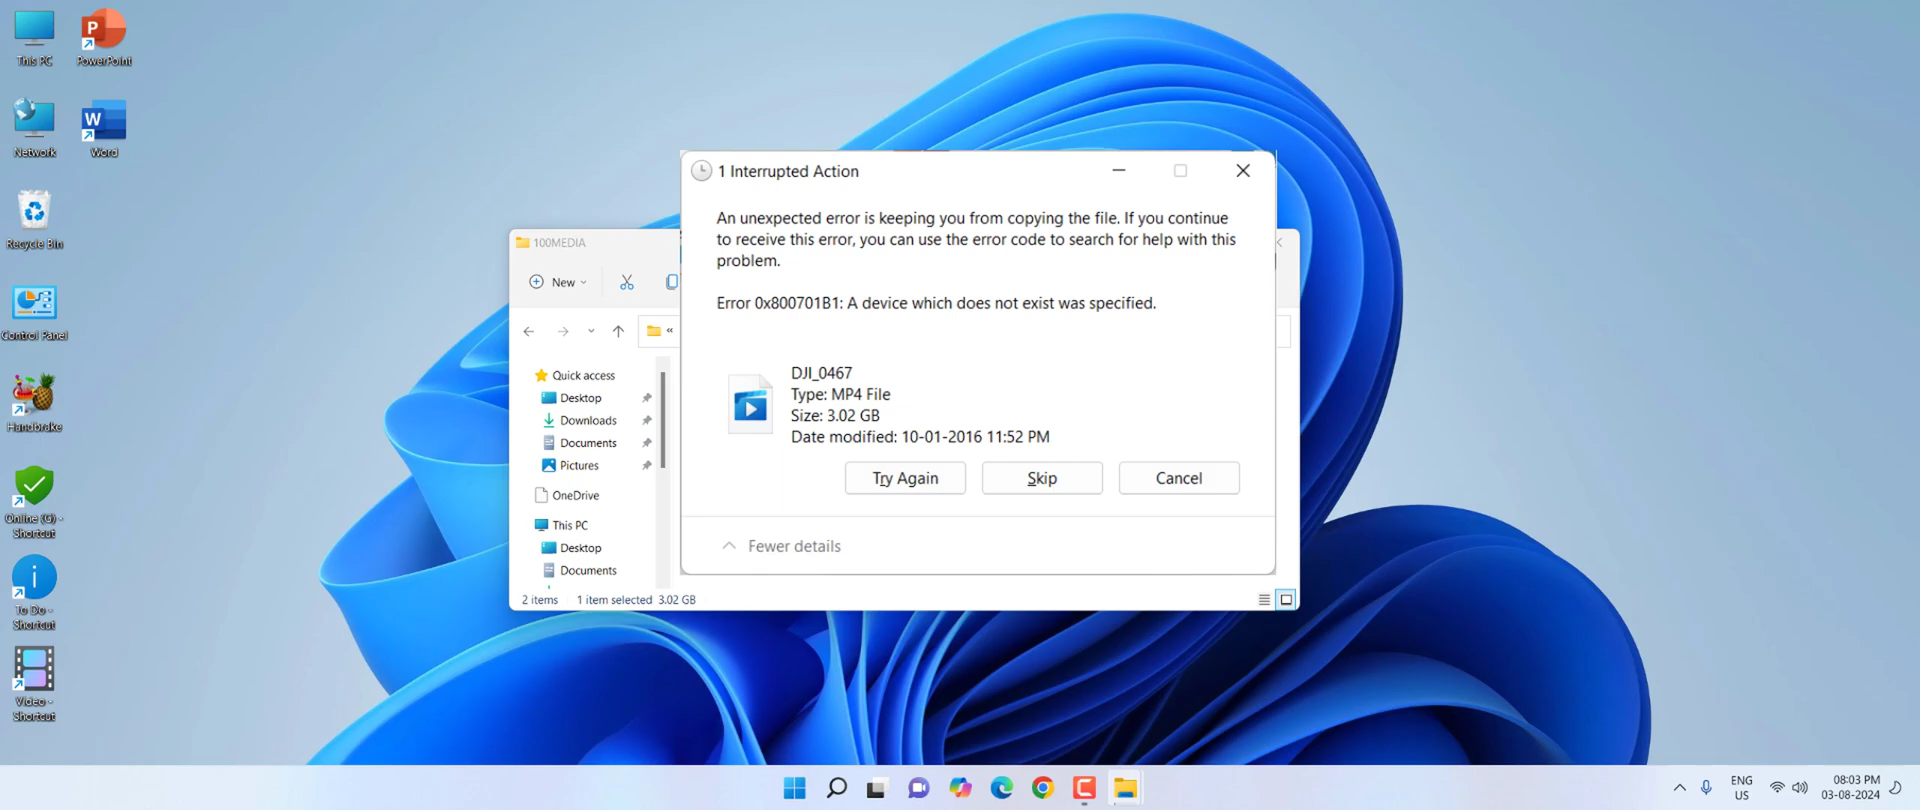 This PC
PowerPoint
Network
Word
Recycle Bin
Control Panel
Handbrake
Online (G) -
Shortcut
To Do -
Shortcut
Video -
Shortcut
1 Interrupted Action
An unexpected error is keeping you from copying the file. If you continue
to receive this error, you can use the error code to search for help with this
problem.
Error 0x800701B1: A device which does not exist was specified.
DJI_0467
Type: MP4 File
Size: 3.02 GB
Date modified: 10-01-2016 11:52 PM
Try Again
Skip
Cancel
Fewer details
100MEDIA
New
Quick access
Desktop
Downloads
Documents
Pictures
OneDrive
This PC
Desktop
Documents
2 items 1 item selected 3.02 GB
ENG
US
08:03 PM
03-08-2024